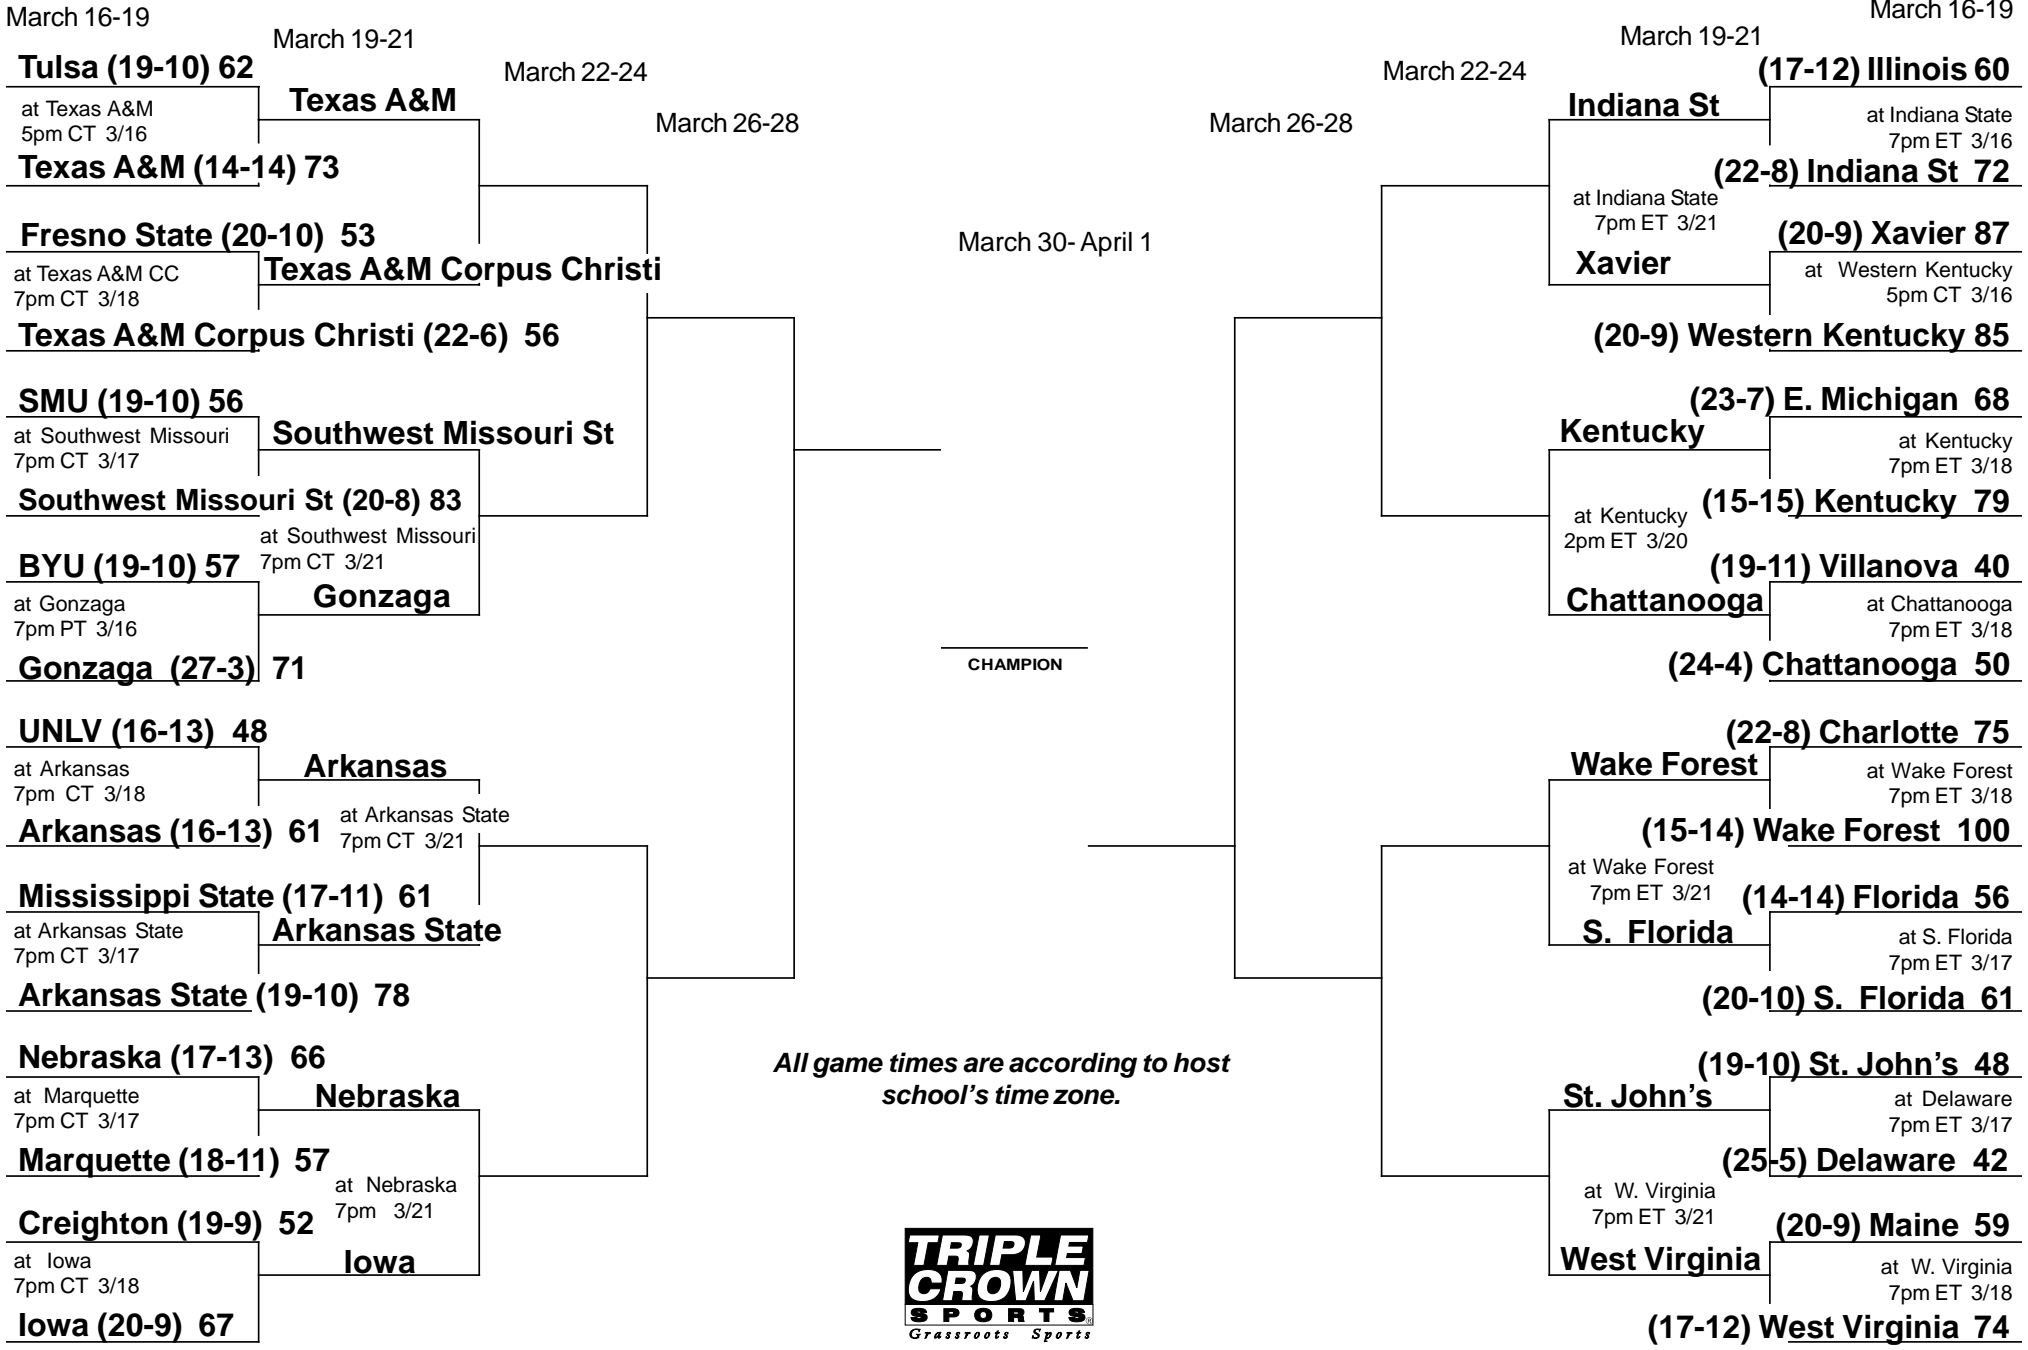 March 16-19
March 19-21
March 22-24
March 26-28
Tulsa (19-10) 62
at Texas A&M
5pm CT 3/16
Texas A&M (14-14) 73
Texas A&M
Fresno State (20-10) 53
at Texas A&M CC
7pm CT 3/18
Texas A&M Corpus Christi
Texas A&M Corpus Christi (22-6) 56
SMU (19-10) 56
at Southwest Missouri
7pm CT 3/17
Southwest Missouri St
Southwest Missouri St (20-8) 83
at Southwest Missouri
7pm CT 3/21
BYU (19-10) 57
at Gonzaga
7pm PT 3/16
Gonzaga
Gonzaga (27-3) 71
UNLV (16-13) 48
at Arkansas
7pm CT 3/18
Arkansas
Arkansas (16-13) 61
at Arkansas State
7pm CT 3/21
Mississippi State (17-11) 61
at Arkansas State
7pm CT 3/17
Arkansas State
Arkansas State (19-10) 78
Nebraska (17-13) 66
at Marquette
7pm CT 3/17
Nebraska
Marquette (18-11) 57
at Nebraska
7pm 3/21
Creighton (19-9) 52
at Iowa
7pm CT 3/18
Iowa
Iowa (20-9) 67
March 30- April 1
CHAMPION
All game times are according to host
school's time zone.
TRIPLE
CROWN
SPORTS®
Grassroots Sports
March 26-28
March 22-24
March 19-21
March 16-19
(17-12) Illinois 60
Indiana St
at Indiana State
7pm ET 3/16
(22-8) Indiana St 72
at Indiana State
7pm ET 3/21
(20-9) Xavier 87
Xavier
at Western Kentucky
5pm CT 3/16
(20-9) Western Kentucky 85
(23-7) E. Michigan 68
Kentucky
at Kentucky
7pm ET 3/18
(15-15) Kentucky 79
at Kentucky
2pm ET 3/20
(19-11) Villanova 40
Chattanooga
at Chattanooga
7pm ET 3/18
(24-4) Chattanooga 50
(22-8) Charlotte 75
Wake Forest
at Wake Forest
7pm ET 3/18
(15-14) Wake Forest 100
at Wake Forest
7pm ET 3/21
(14-14) Florida 56
S. Florida
at S. Florida
7pm ET 3/17
(20-10) S. Florida 61
(19-10) St. John's 48
St. John's
at Delaware
7pm ET 3/17
(25-5) Delaware 42
at W. Virginia
7pm ET 3/21
(20-9) Maine 59
West Virginia
at W. Virginia
7pm ET 3/18
(17-12) West Virginia 74